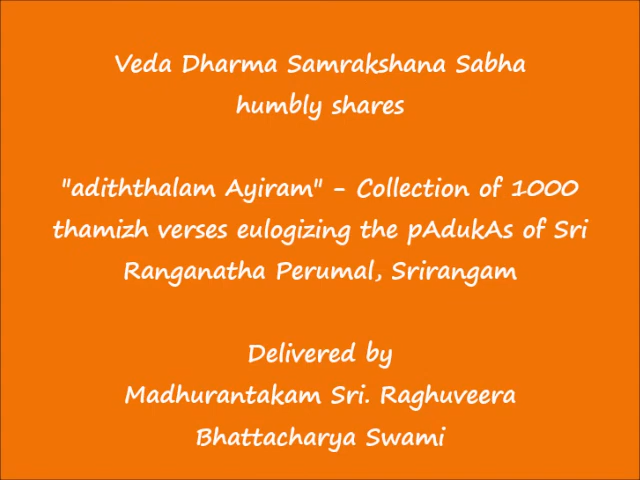 Veda Dharma Samrakshana Sabha
humbly shares
"adiththalam Ayiram" - Collection of 1000
thamizh verses eulogizing the pAdukAs of Sri
Ranganatha Perumal, Srirangam
Delivered by
Madhurantakam Sri. Raghuveera
Bhattacharya Swami